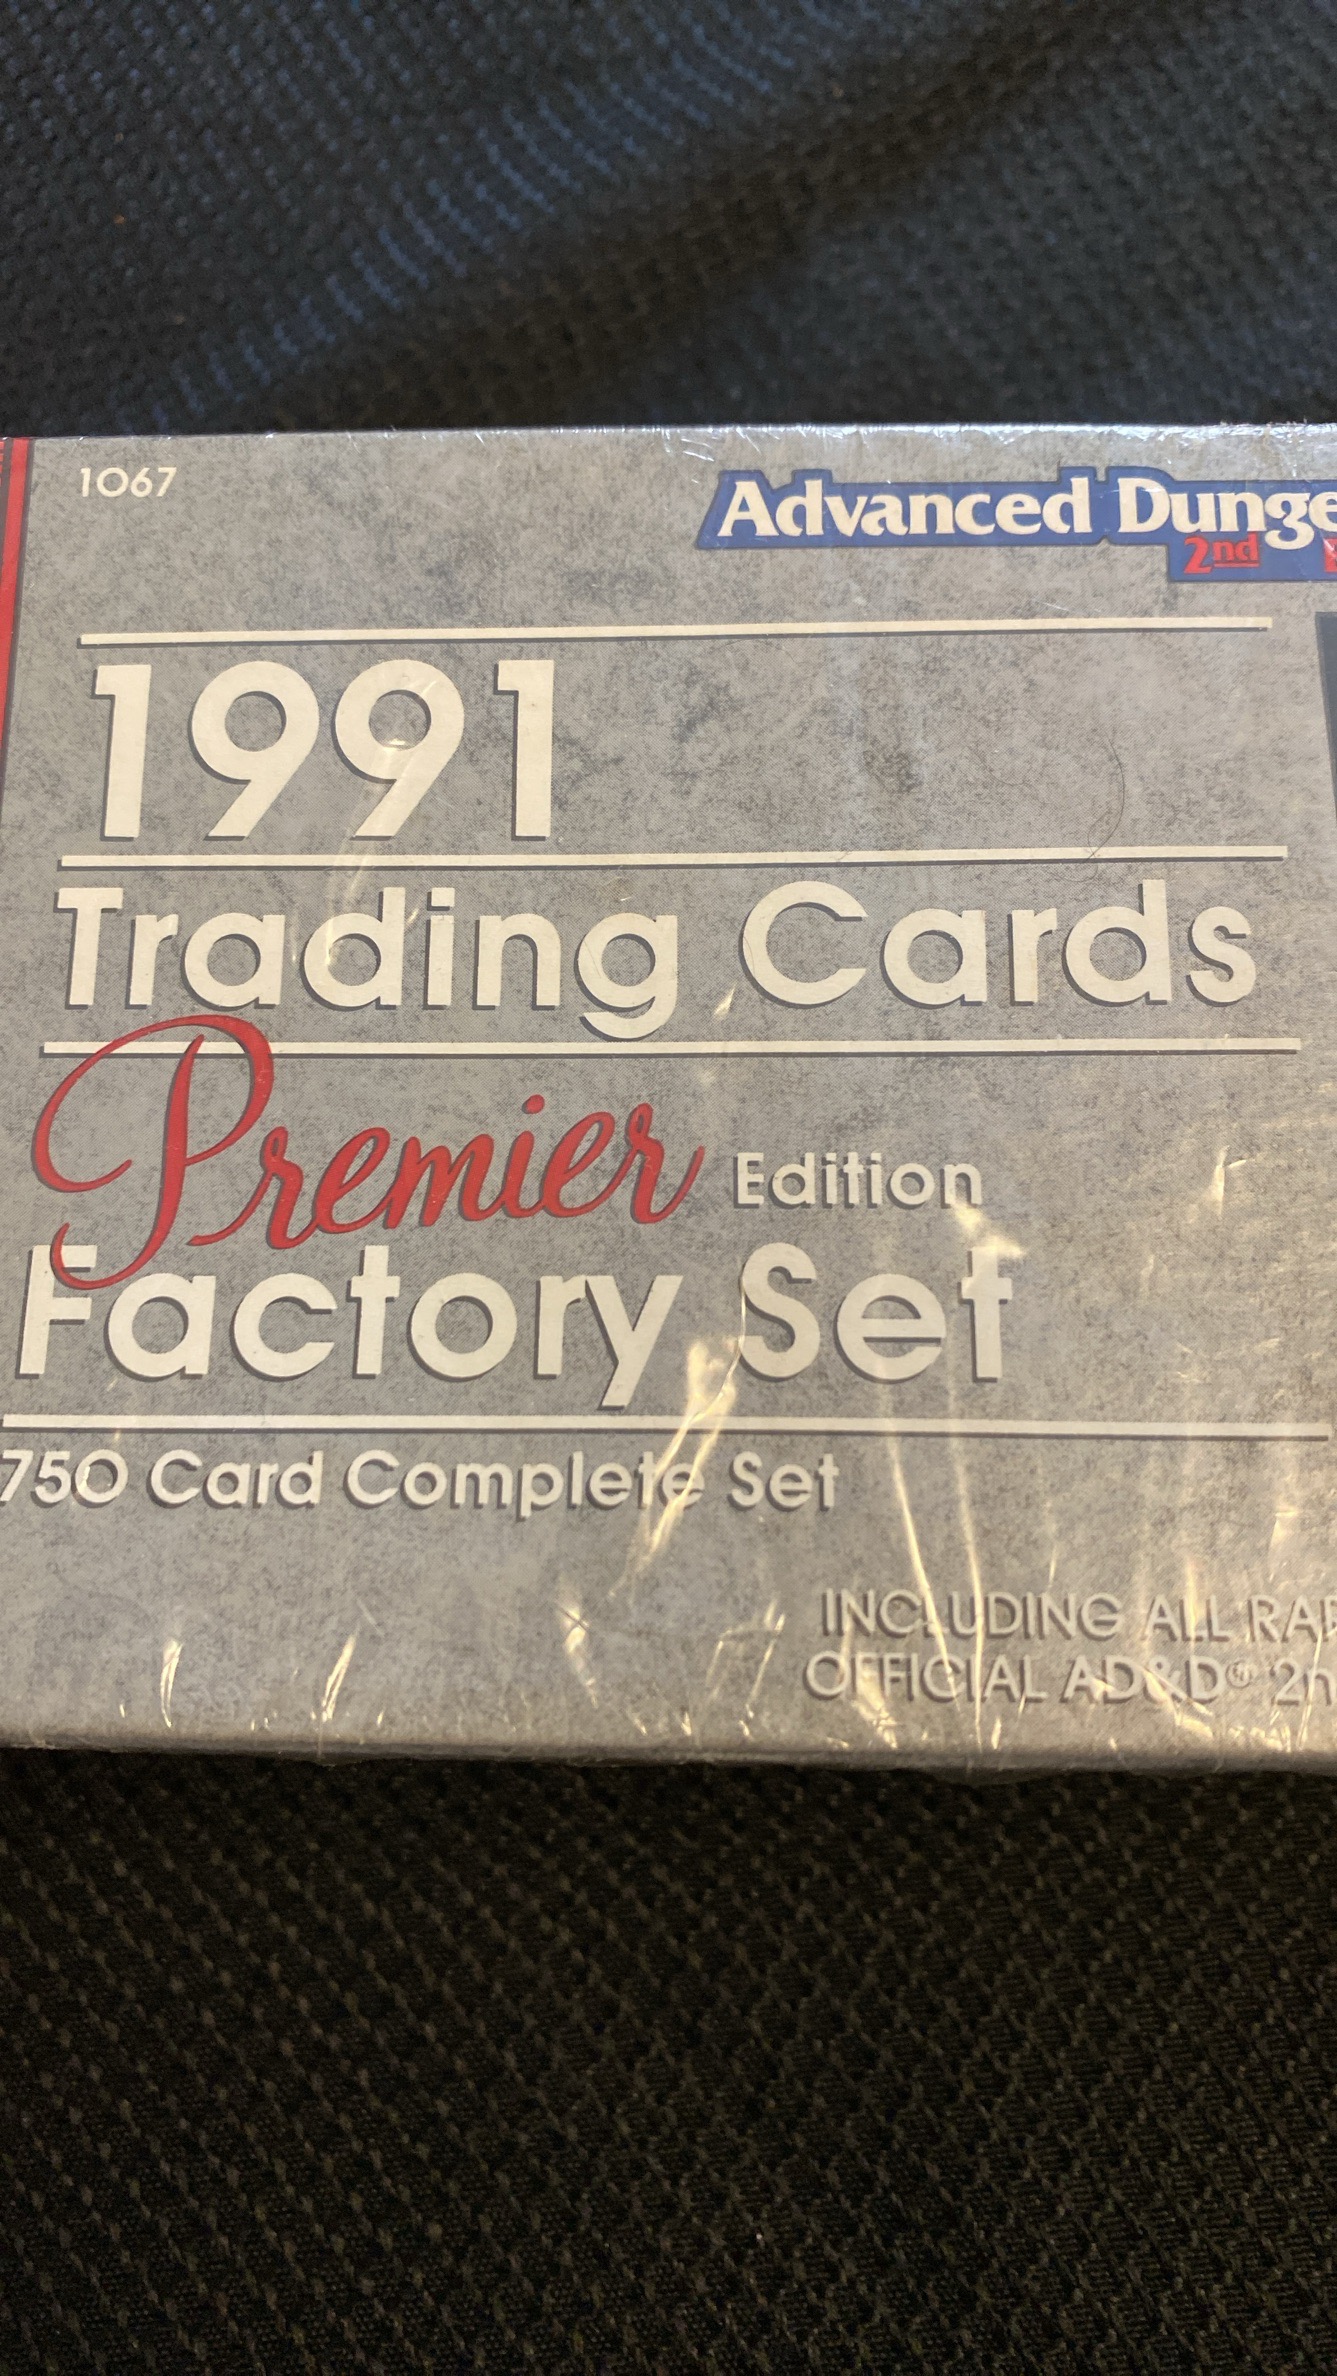 1067
Advanced Dunge
2nd
1991
Trading Cards
Premier Edition
Factory Set
750 Card Complete Set
INCLUDING ALL RA
OFFICIAL AD&D® 2n